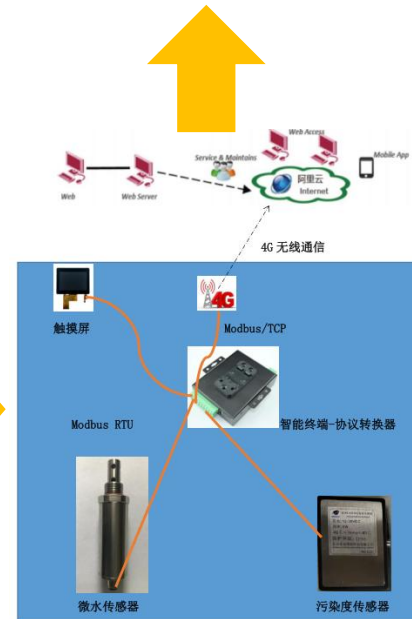 Web Access
Service & Maintains
Mobile App
阿里云
Internet
Web
Web Server
4G 无线通信
4G
触摸屏
Modbus/TCP
Modbus RTU
智能终端-协议转换器
微水传感器
污染度传感器